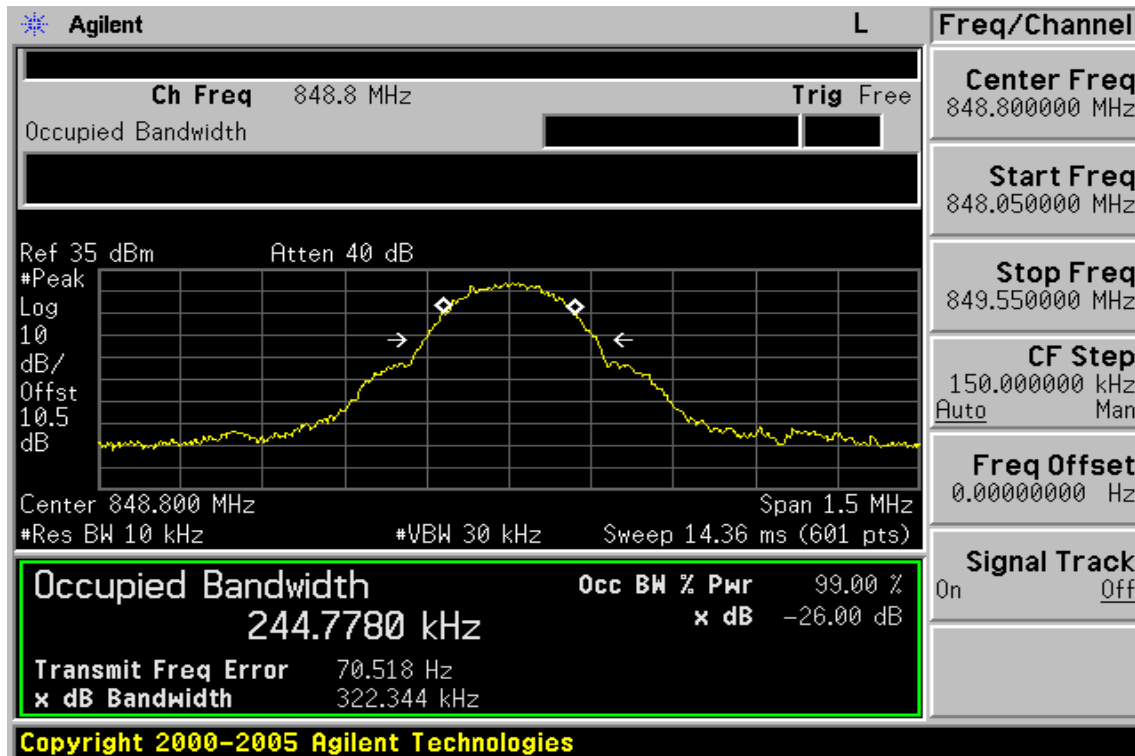 Agilent L
Ch Freq 848.8 MHz Trig Free
Occupied Bandwidth
Ref 35 dBm Atten 40 dB
#Peak
Log
10
dB/
Offst
10.5
dB
Center 848.800 MHz Span 1.5 MHz
#Res BW 10 kHz #VBW 30 kHz Sweep 14.36 ms (601 pts)
Occupied Bandwidth Occ BW % Pwr 99.00 %
244.7780 kHz x dB -26.00 dB
Transmit Freq Error 70.518 Hz
x dB Bandwidth 322.344 kHz
Copyright 2000-2005 Agilent Technologies
Freq/Channel
Center Freq
848.800000 MHz
Start Freq
848.050000 MHz
Stop Freq
849.550000 MHz
CF Step
150.000000 kHz
Auto Man
Freq Offset
0.00000000 Hz
Signal Track
On Off